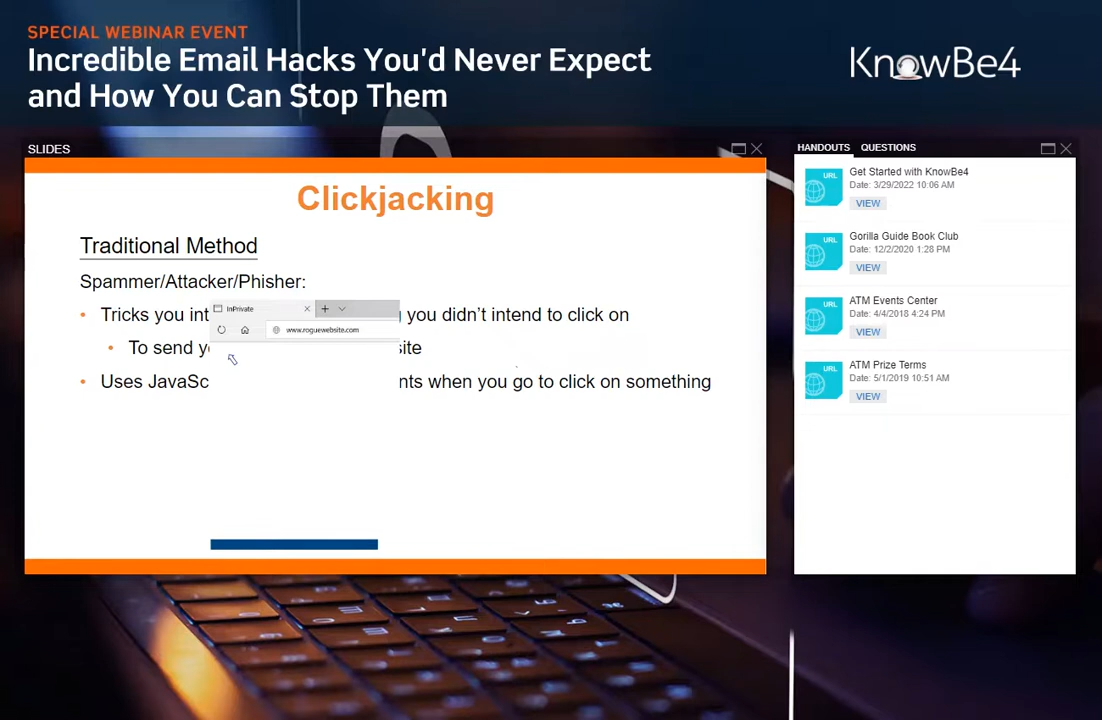 SPECIAL WEBINAR EVENT
Incredible Email Hacks You'd Never Expect
and How You Can Stop Them
KnowBe4
SLIDES
Clickjacking
Traditional Method
Spammer/Attacker/Phisher:
• Tricks you you didn't intend to click on
InPrivate
www.roguewebsite.com
• To send
• Uses when you go to click on something
HANDOUTS QUESTIONS
URL
Get Started with KnowBe4
Date: 3/29/2022 10:06 AM
VIEW
URL
Gorilla Guide Book Club
Date: 12/2/2020 1:28 PM
VIEW
URL
ATM Events Center
Date: 4/4/2018 4:24 PM
VIEW
URL
ATM Prize Terms
Date: 5/1/2019 10:51 AM
VIEW